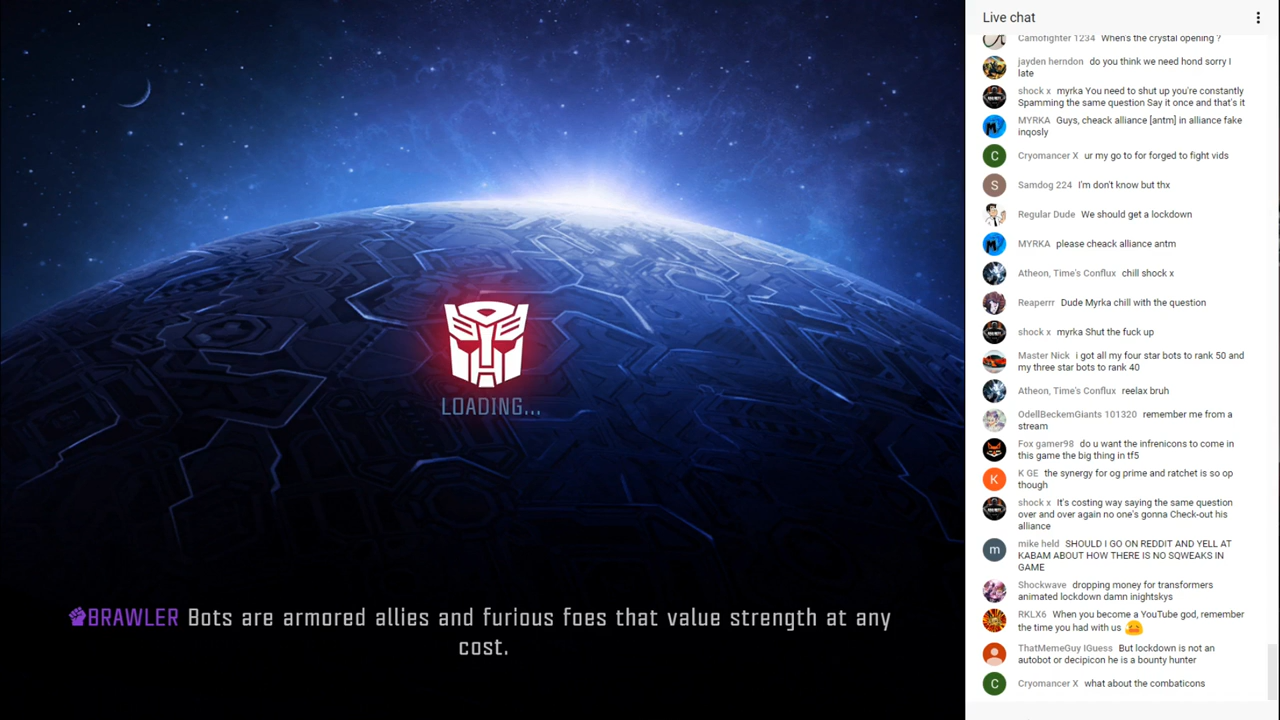 LOADING...
BRAWLER Bots are armored allies and furious foes that value strength at any
cost.
Live chat
Camofighter 1234 When's the crystal opening ?
jayden herndon do you think we need hond sorry I
late
shock x myrka You need to shut up you're constantly
Spamming the same question Say it once and that's it
MYRKA Guys, cheack alliance [antm] in alliance fake
inqosly
Cryomancer X ur my go to for forged to fight vids
Samdog 224 I'm don't know but thx
Regular Dude We should get a lockdown
MYRKA please cheack alliance antm
Atheon, Time's Conflux chill shock x
Reaperrr Dude Myrka chill with the question
shock x myrka Shut the fuck up
Master Nick i got all my four star bots to rank 50 and
my three star bots to rank 40
Atheon, Time's Conflux reelax bruh
OdellBeckemGiants 101320 remember me from a
stream
Fox gamer98 do u want the infrenicons to come in
this game the big thing in tf5
K GE the synergy for og prime and ratchet is so op
though
shock x It's costing way saying the same question
over and over again no one's gonna Check-out his
alliance
mike held SHOULD I GO ON REDDIT AND YELL AT
KABAM ABOUT HOW THERE IS NO SQWEAKS IN
GAME
Shockwave dropping money for transformers
animated lockdown damn nightskys
RKLX6 When you become a YouTube god, remember
the time you had with us
ThatMemeGuy IGuess But lockdown is not an
autobot or decipicon he is a bounty hunter
Cryomancer X what about the combaticons